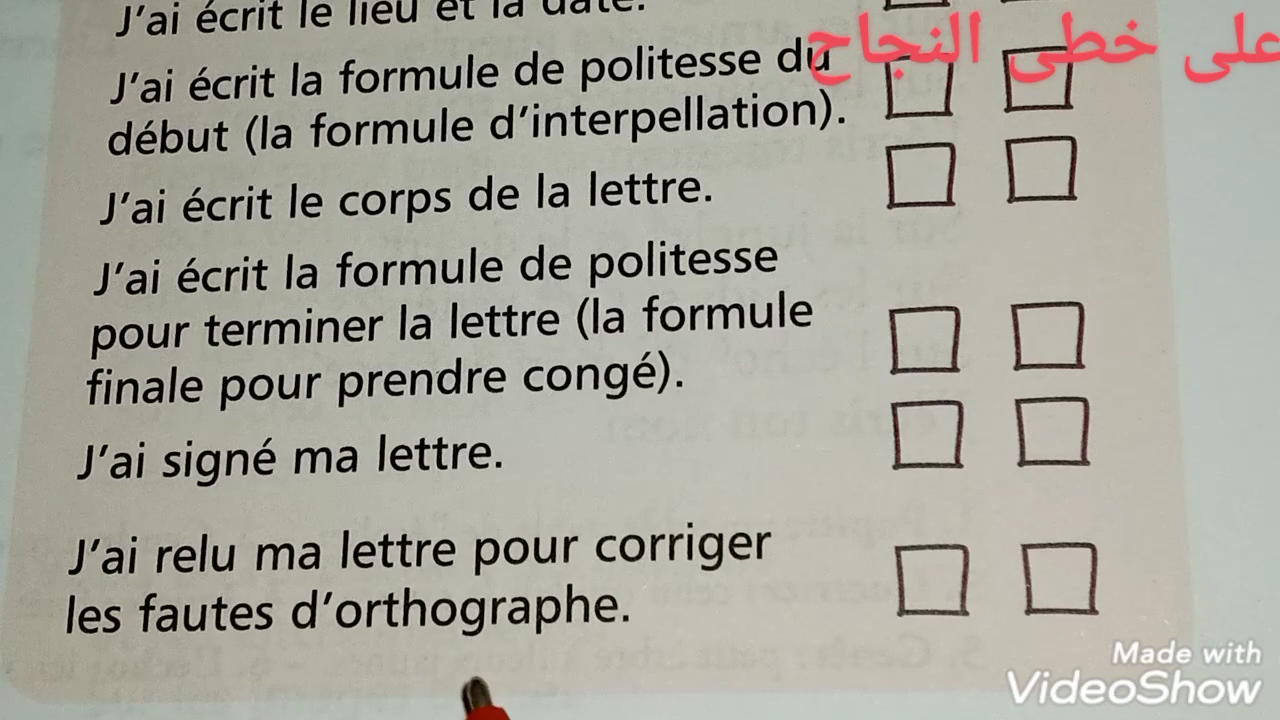 J'ai écrit le lieu et la date.
على خطى النجاح
J'ai écrit la formule de politesse du
début (la formule d'interpellation).
J'ai écrit le corps de la lettre.
J'ai écrit la formule de politesse
pour terminer la lettre (la formule
finale pour prendre congé).
J'ai signé ma lettre.
J'ai relu ma lettre pour corriger
les fautes d'orthographe.
Made with
VideoShow